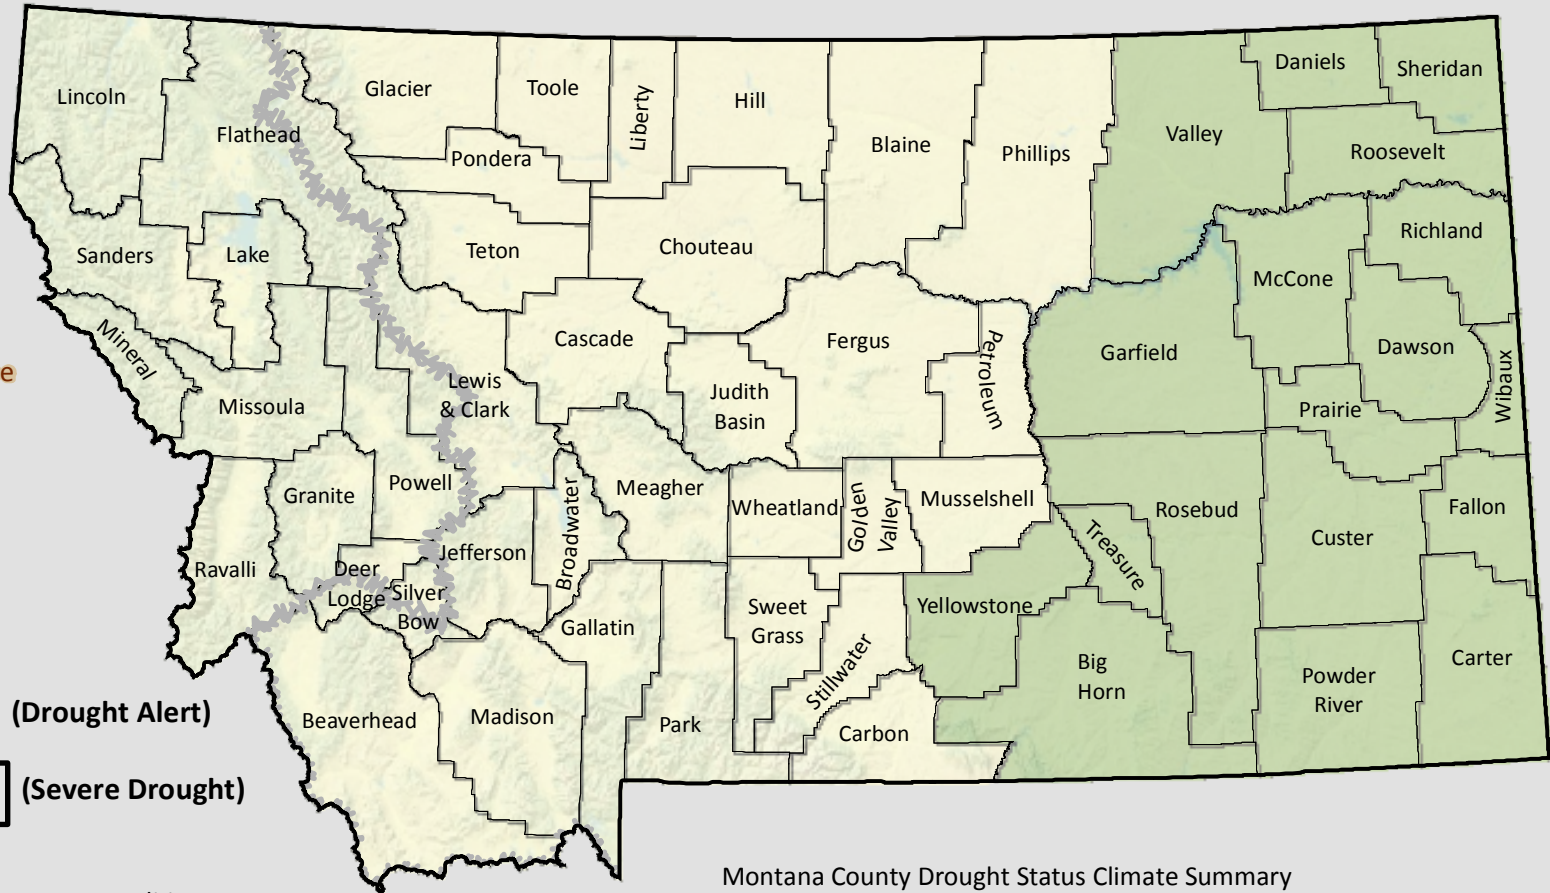 Lincoln
Flathead
Glacier
Toole
Liberty
Hill
Blaine
Phillips
Valley
Daniels
Sheridan
Roosevelt
Pondera
Sanders
Lake
Teton
Chouteau
McCone
Richland
Mineral
Missoula
Lewis
& Clark
Cascade
Judith
Basin
Fergus
Petroleum
Garfield
Dawson
Prairie
Wibaux
e
Granite
Powell
Broadwater
Meagher
Wheatland
Golden
Valley
Musselshell
Treasure
Rosebud
Custer
Fallon
Ravalli
Deer
Lodge
Silver
Bow
Jefferson
Gallatin
Sweet
Grass
Stillwater
Yellowstone
Big
Horn
Powder
River
Carter
Beaverhead
Madison
Park
Carbon
(Drought Alert)
(Severe Drought)
Montana County Drought Status Climate Summary